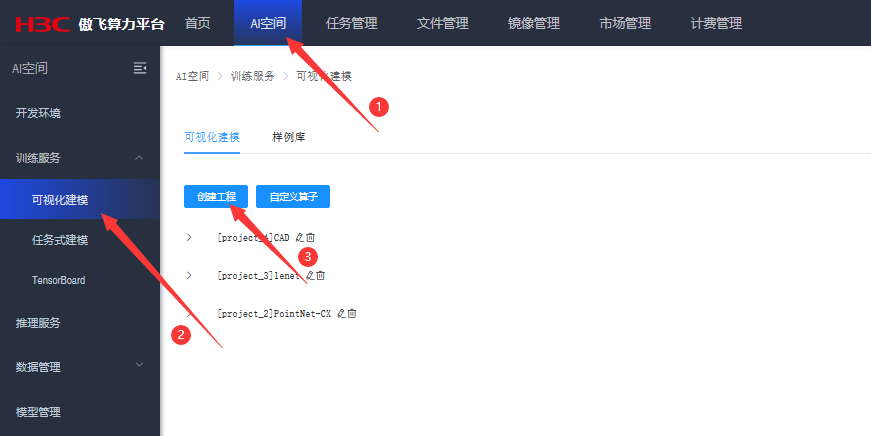 H3C 傲飞算力平台 首页 AI空间 任务管理 文件管理 镜像管理 市场管理 计费管理
AI空间
AI空间 > 训练服务 > 可视化建模
开发环境
1
可视化建模 样例库
训练服务
创建工程 自定义算子
可视化建模
任务式建模
[project_4]CAD
3
[project_3]lenet
TensorBoard
[project_2]PointNet-CX
推理服务
2
数据管理
模型管理